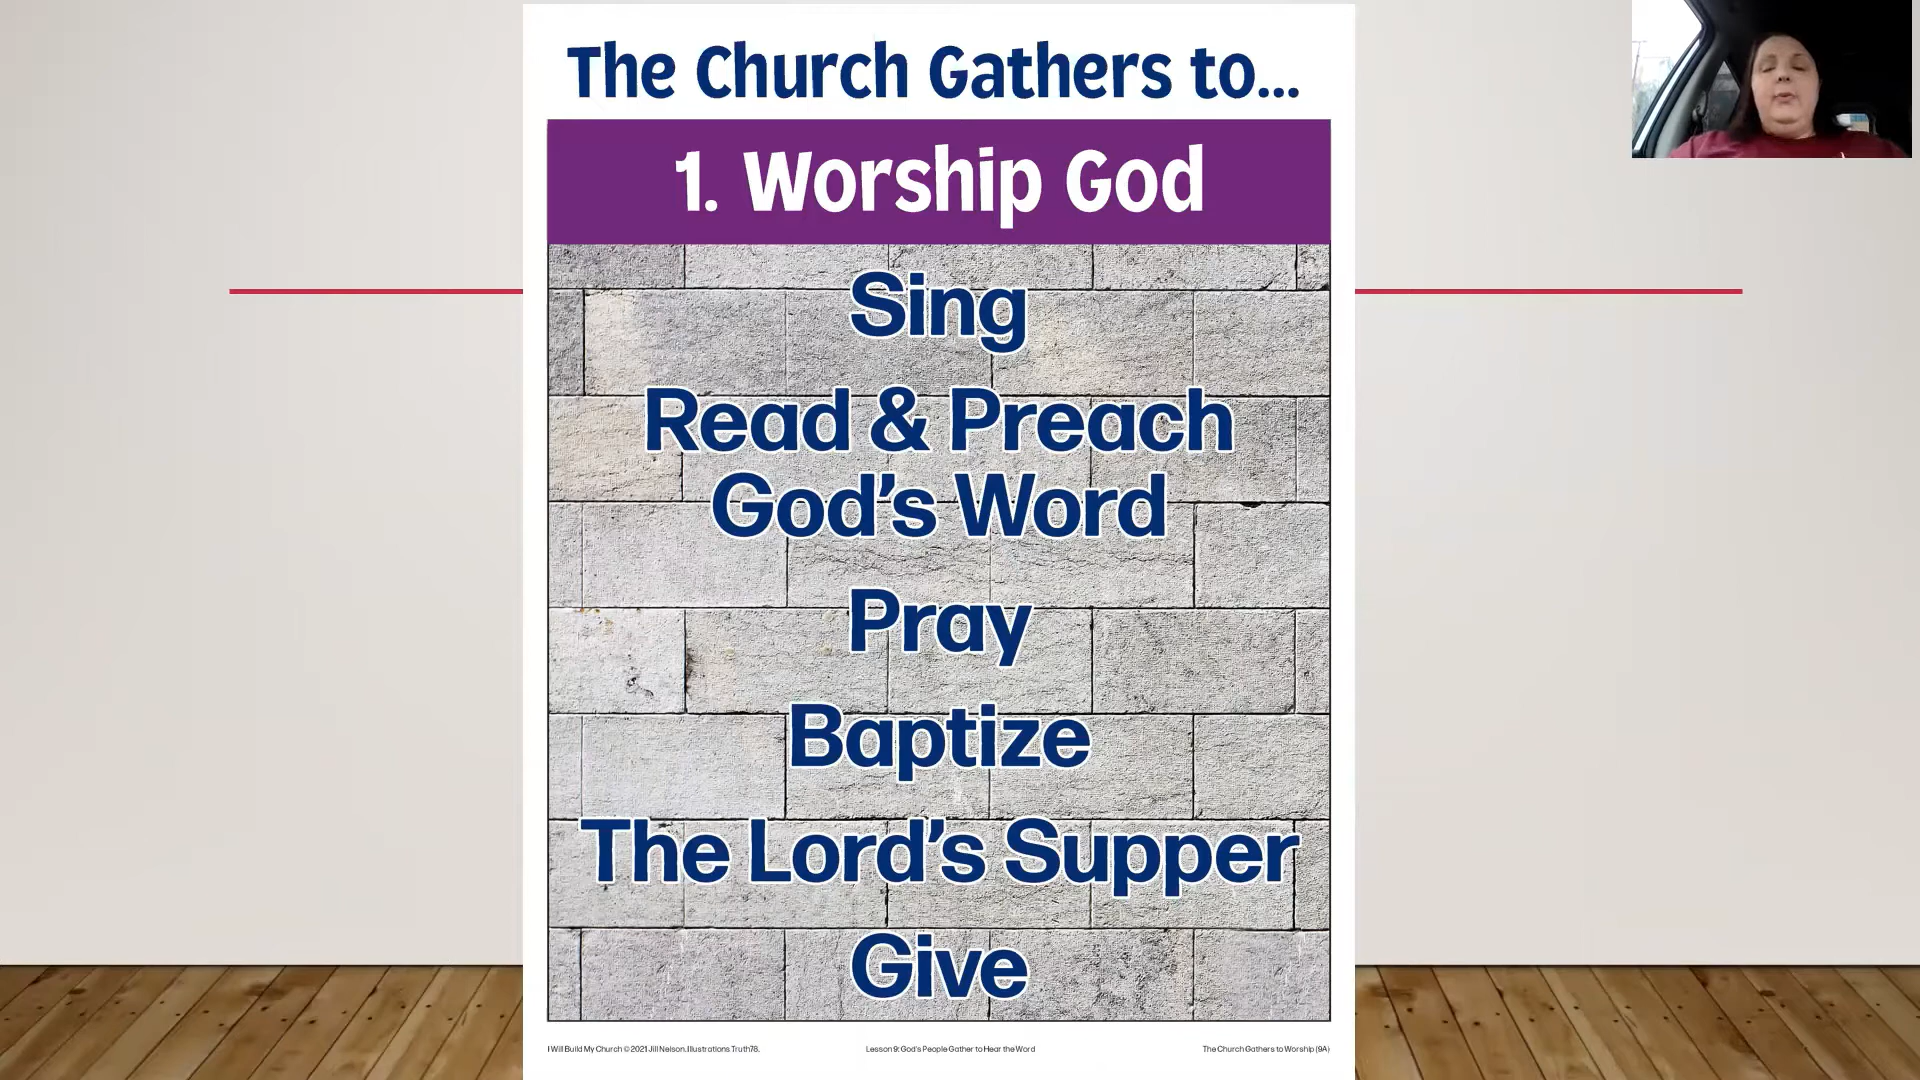 The Church Gathers to...
1. Worship God
Sing
Read & Preach
God's Word
Pray
Baptize
The Lord's Supper
Give
I Will Build My Church © 2021 Jill Nelson. Illustrations Truth78.
Lesson 9: God's People Gather to Hear the Word
The Church Gathers to Worship (9A)